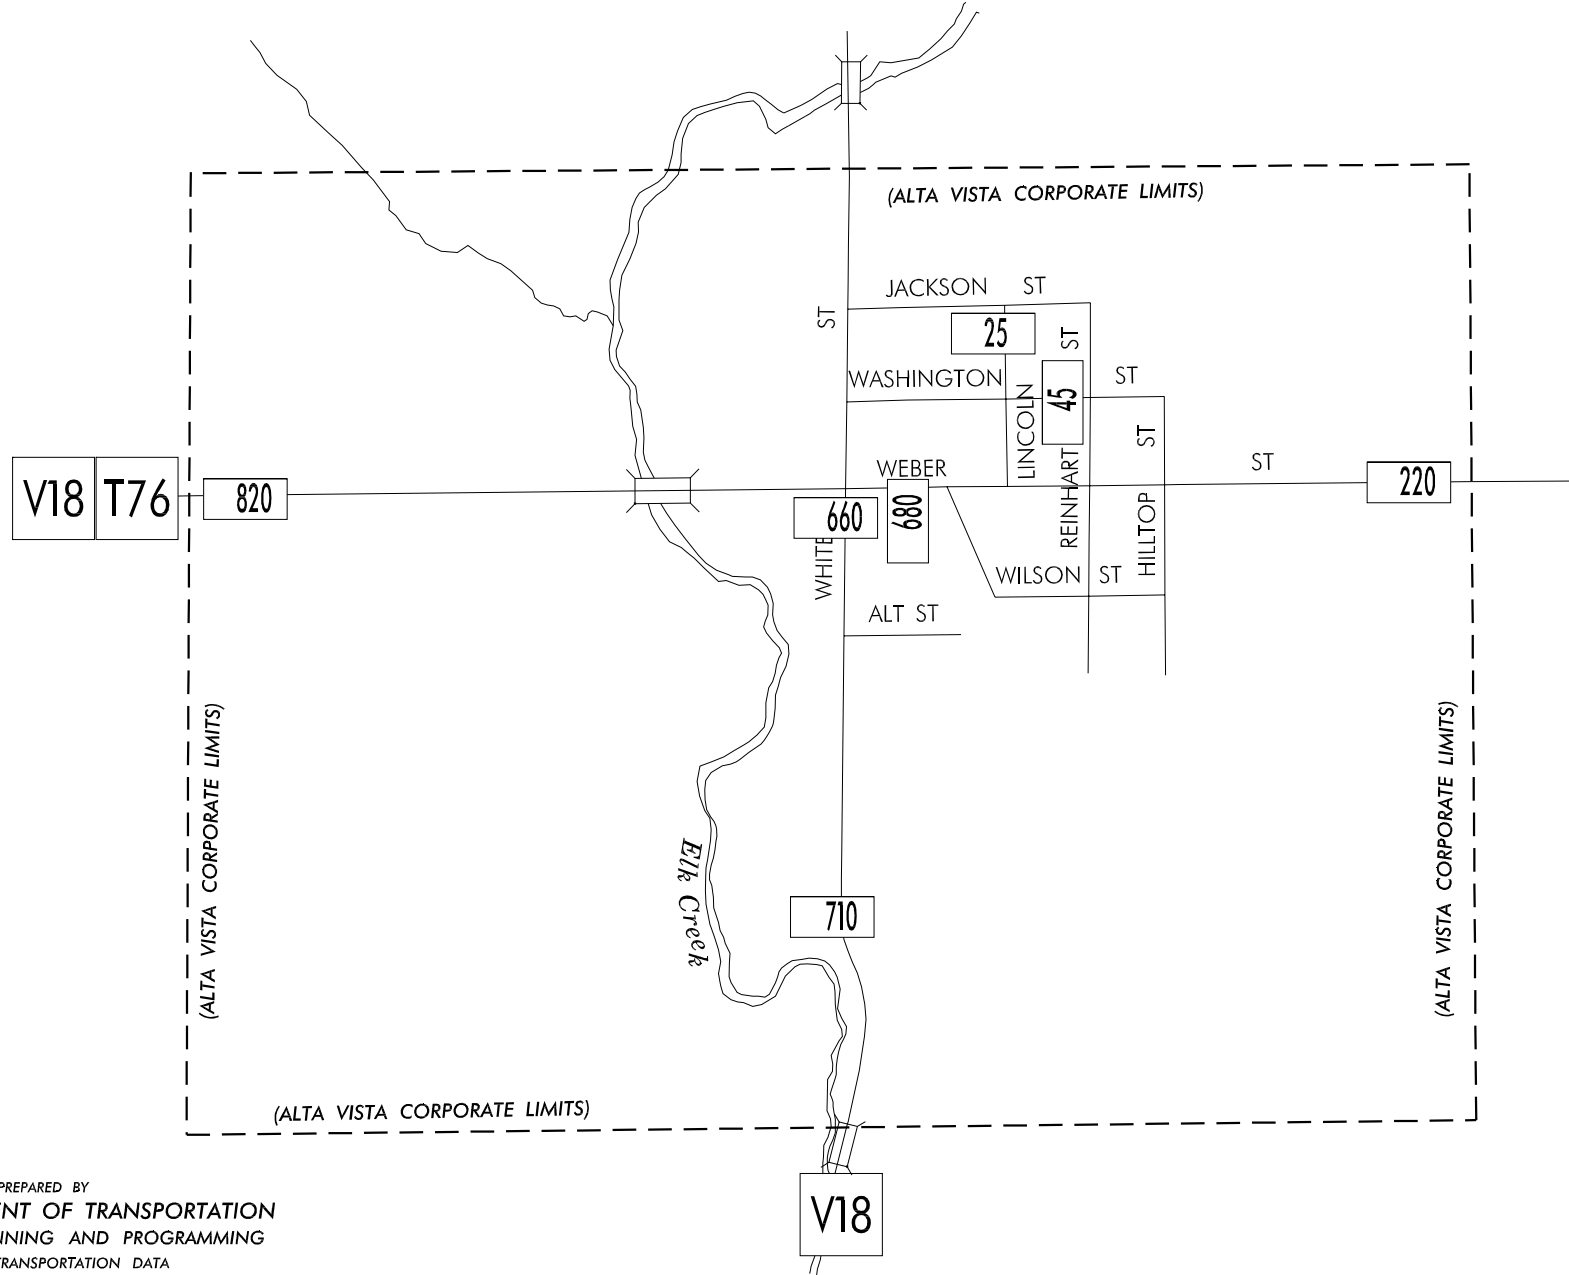 (ALTA VISTA CORPORATE LIMITS)
JACKSON ST
ST
25
ST
WASHINGTON
ST
45
LINCOLN
ST
WEBER
ST
V18 T76
820
220
660
680
REINHART
HILLTOP
WHITE
WILSON ST
ALT ST
(ALTA VISTA CORPORATE LIMITS)
(ALTA VISTA CORPORATE LIMITS)
Elk Creek
710
(ALTA VISTA CORPORATE LIMITS)
PREPARED BY
ENT OF TRANSPORTATION
NNING AND PROGRAMMING
TRANSPORTATION DATA
V18